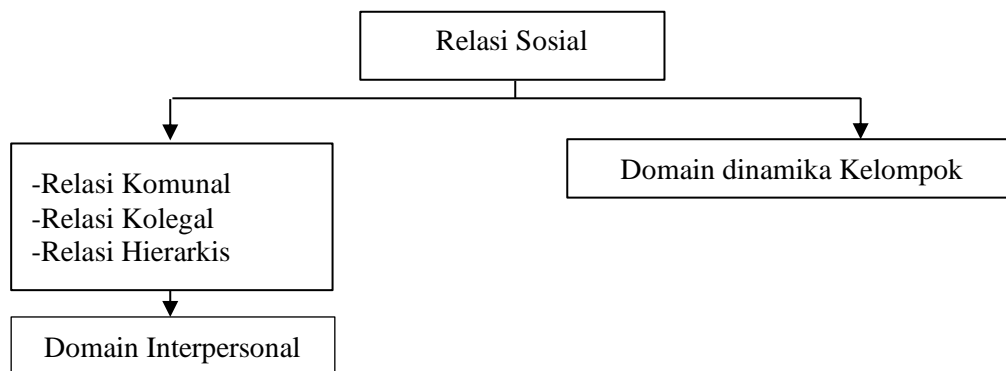 Relasi Sosial
-Relasi Komunal
-Relasi Kolegal
-Relasi Hierarkis
Domain dinamika Kelompok
Domain Interpersonal